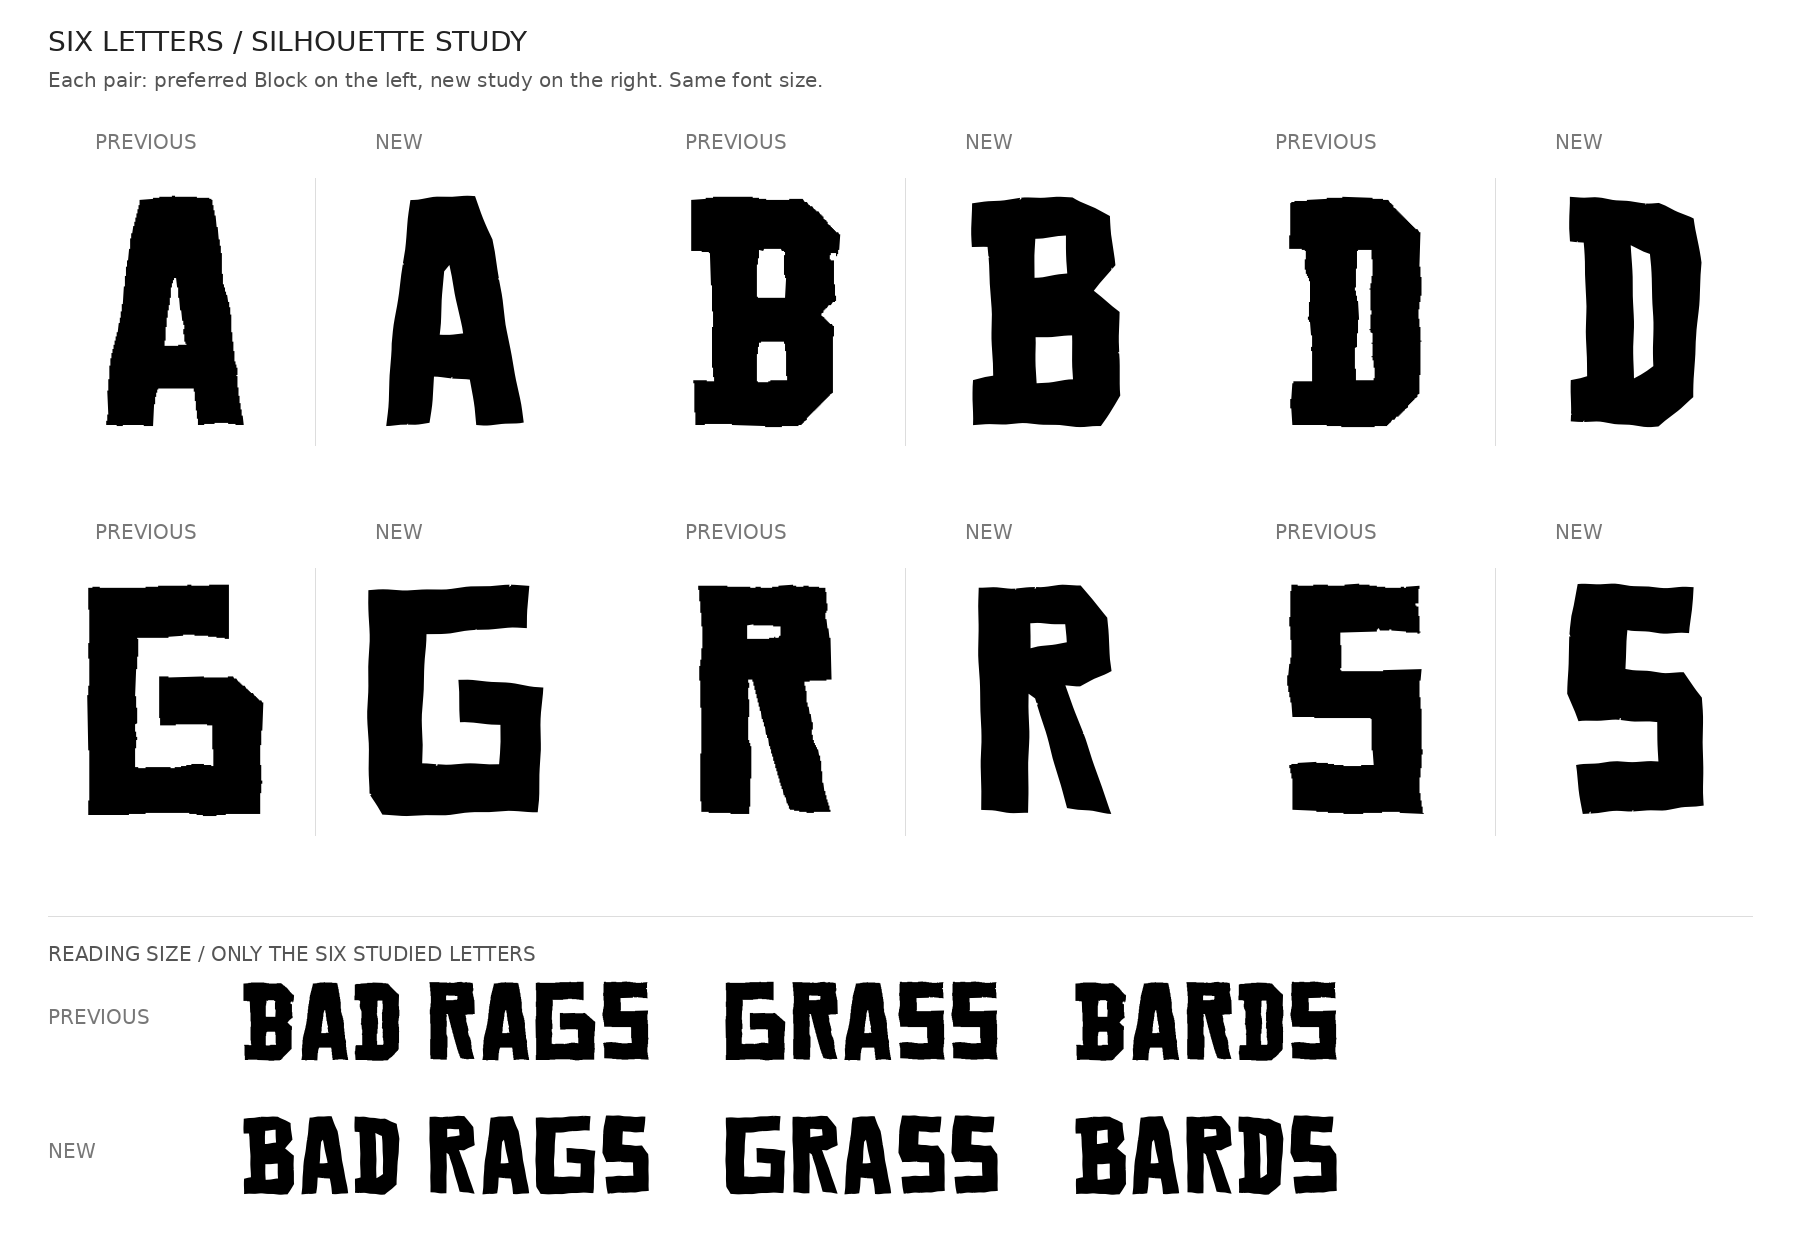 SIX LETTERS / SILHOUETTE STUDY
Each pair: preferred Block on the left, new study on the right. Same font size.
PREVIOUS NEW PREVIOUS NEW PREVIOUS NEW
A A B B D D
PREVIOUS NEW PREVIOUS NEW PREVIOUS NEW
G G R R S S
READING SIZE / ONLY THE SIX STUDIED LETTERS
PREVIOUS BAD RAGS GRASS BARDS
NEW BAD RAGS GRASS BARDS